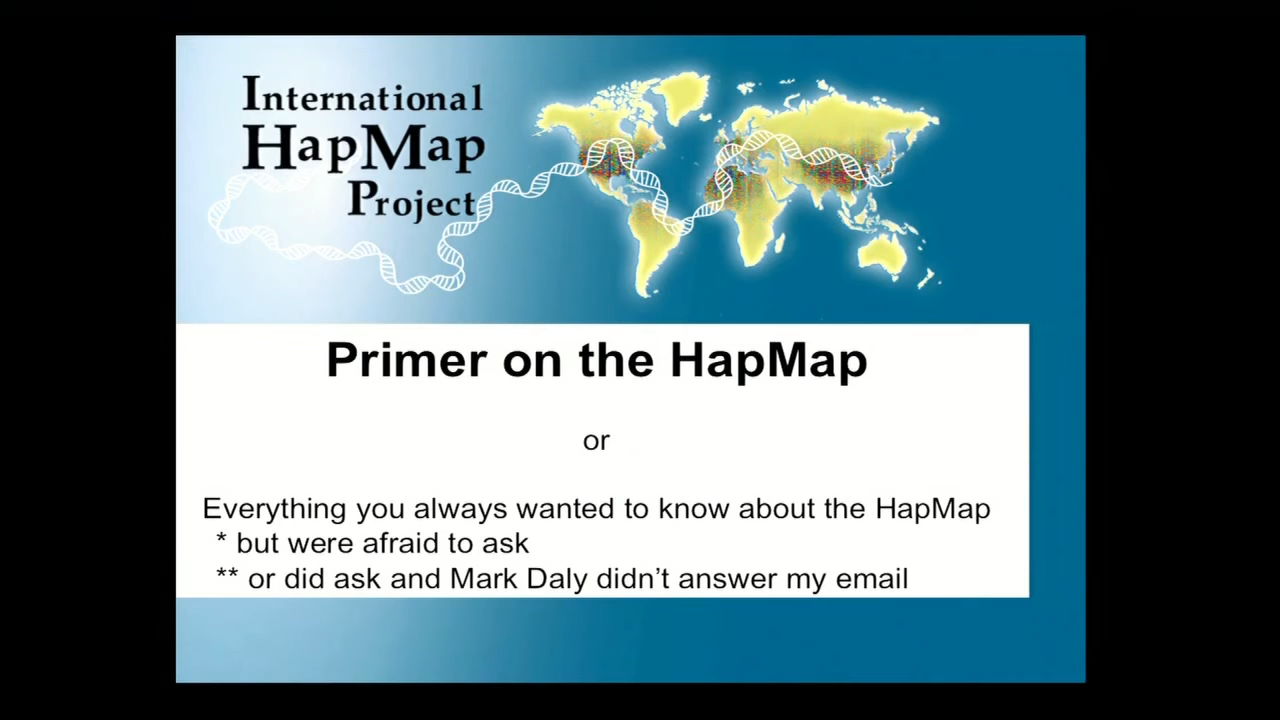 International
HapMap
Project
Primer on the HapMap
or
Everything you always wanted to know about the HapMap
* but were afraid to ask
** or did ask and Mark Daly didn't answer my email